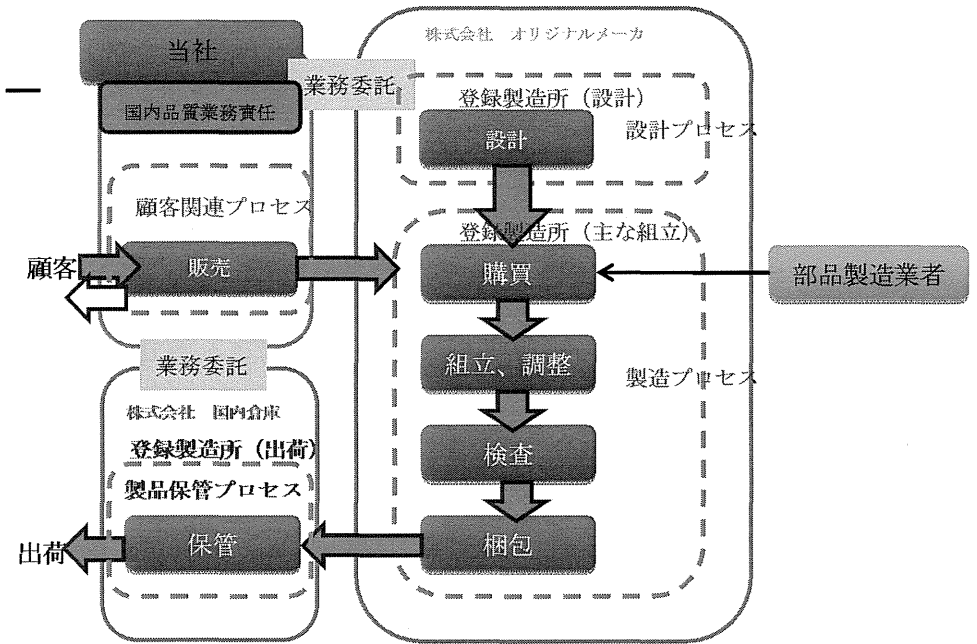 株式会社 オリジナルメーカ
当社
業務委託
国内品質業務責任
登録製造所（設計）
設計プロセス
設計
顧客関連プロセス
登録製造所（主な組立）
顧客
販売
購買
部品製造業者
業務委託
組立、調整
製造プロセス
株式会社 国内倉庫
登録製造所（出荷）
検査
製品保管プロセス
出荷
保管
梱包